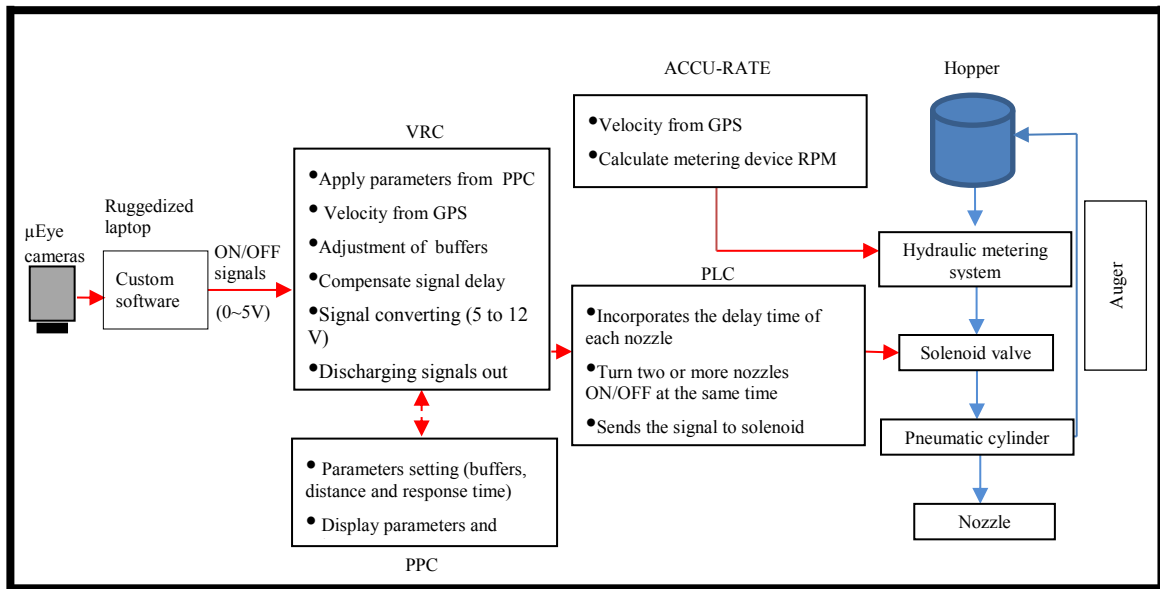 µEye
cameras
Ruggedized
laptop
Custom
software
ON/OFF
signals
(0~5V)
VRC
•Apply parameters from PPC
• Velocity from GPS
•Adjustment of buffers
•Compensate signal delay
•Signal converting (5 to 12
V)
•Discharging signals out
• Parameters setting (buffers,
distance and response time)
• Display parameters and
PPC
ACCU-RATE
•Velocity from GPS
•Calculate metering device RPM
PLC
•Incorporates the delay time of
each nozzle
•Turn two or more nozzles
ON/OFF at the same time
•Sends the signal to solenoid
Hopper
Hydraulic metering
system
Solenoid valve
Pneumatic cylinder
Nozzle
Auger